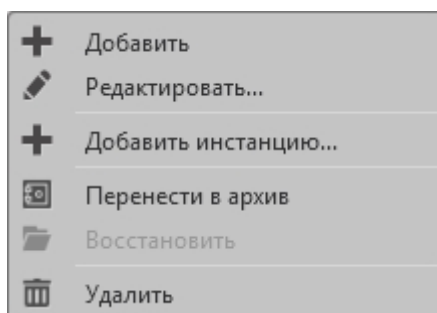 Добавить
Редактировать...
Добавить инстанцию...
Перенести в архив
Восстановить
Удалить